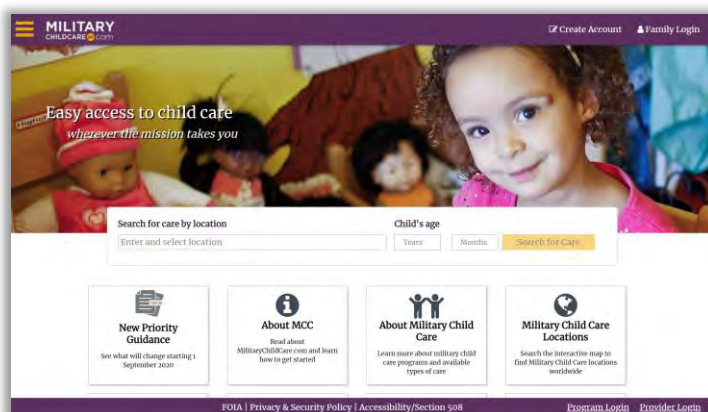 MILITARY
CHILDCARE.com
Create Account
Family Login
Easy access to child care
wherever the mission takes you
Search for care by location
Child's age
Enter and select location
Years
Months
Search for Care
New Priority
Guidance
See what will change starting 1
September 2020
About MCC
Read about
MilitaryChildCare.com and learn
how to get started
About Military Child
Care
Learn more about military child
care programs and available
types of care
Military Child Care
Locations
Search the interactive map to
find Military Child Care locations
worldwide
FOIA | Privacy & Security Policy | Accessibility/Section 508
Program Login
Provider Login